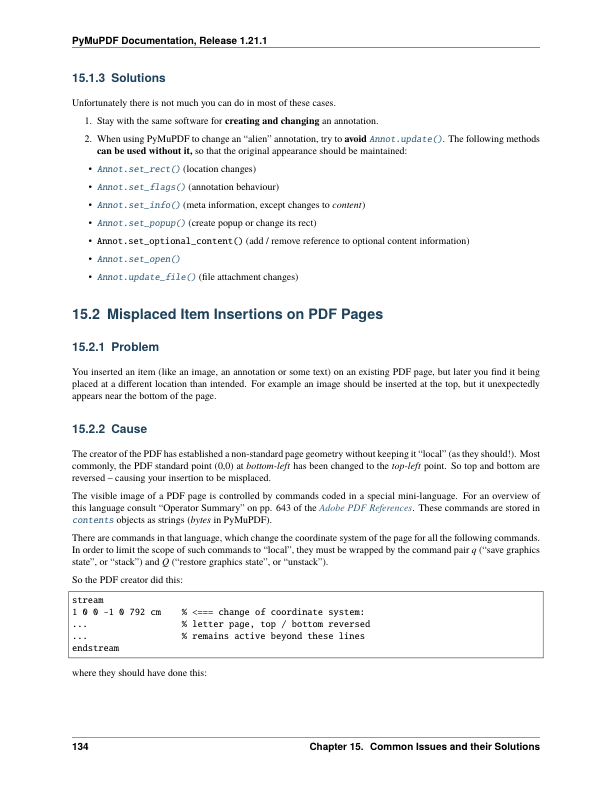 PyMuPDF Documentation, Release 1.21.1
15.1.3 Solutions
Unfortunately there is not much you can do in most of these cases.
1. Stay with the same software for creating and changing an annotation.
2. When using PyMuPDF to change an “alien” annotation, try to avoid Annot.update(). The following methods
can be used without it, so that the original appearance should be maintained:
• Annot.set_rect() (location changes)
• Annot.set_flags() (annotation behaviour)
• Annot.set_info() (meta information, except changes to content)
• Annot.set_popup() (create popup or change its rect)
• Annot.set_optional_content() (add / remove reference to optional content information)
• Annot.set_open()
• Annot.update_file() (file attachment changes)
15.2 Misplaced Item Insertions on PDF Pages
15.2.1 Problem
You inserted an item (like an image, an annotation or some text) on an existing PDF page, but later you find it being
placed at a different location than intended. For example an image should be inserted at the top, but it unexpectedly
appears near the bottom of the page.
15.2.2 Cause
The creator of the PDF has established a non-standard page geometry without keeping it “local” (as they should!). Most
commonly, the PDF standard point (0,0) at bottom-left has been changed to the top-left point. So top and bottom are
reversed – causing your insertion to be misplaced.
The visible image of a PDF page is controlled by commands coded in a special mini-language. For an overview of
this language consult “Operator Summary” on pp. 643 of the Adobe PDF References. These commands are stored in
contents objects as strings (bytes in PyMuPDF).
There are commands in that language, which change the coordinate system of the page for all the following commands.
In order to limit the scope of such commands to “local”, they must be wrapped by the command pair q (“save graphics
state”, or “stack”) and Q (“restore graphics state”, or “unstack”).
So the PDF creator did this:
stream
1 0 0 -1 0 792 cm % <=== change of coordinate system:
... % letter page, top / bottom reversed
... % remains active beyond these lines
endstream
where they should have done this:
134 Chapter 15. Common Issues and their Solutions